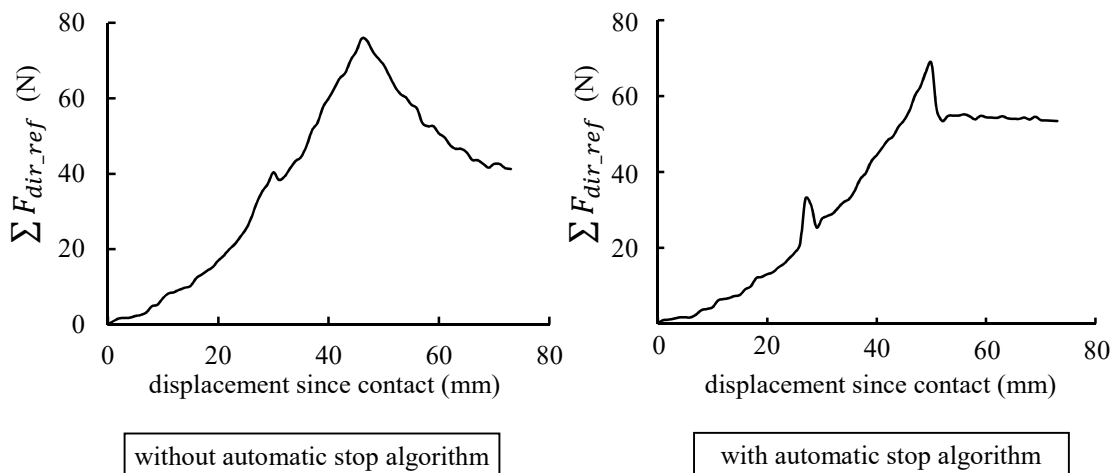 ∑ F_dir_ref (N)
80
60
40
20
0
0 20 40 60 80
displacement since contact (mm)
without automatic stop algorithm
∑ F_dir_ref (N)
80
60
40
20
0 20 40 60 80
displacement since contact (mm)
with automatic stop algorithm